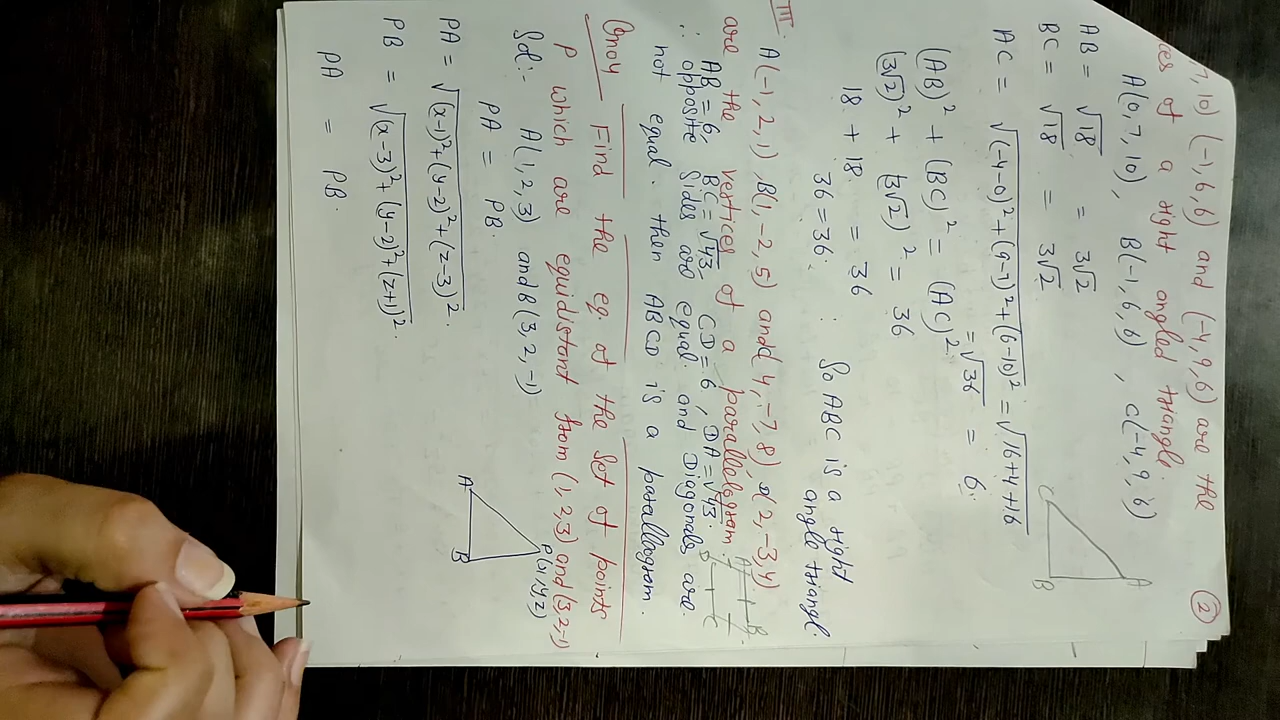 7, 10) (-1, 6, 6) and (-4, 9, 6) are the
ces of a right angled triangle
②
A(0, 7, 10), B(-1, 6, 6), C(-4, 9, 6)
AB = √18 = 3√2
BC = √18 = 3√2
AC = √(-4-0)² + (9-7)² + (6-10)² = √16+4+16
= √36 = 6.
(AB)² + (BC)² = (AC)²
(3√2)² + (3√2)² = 36
18 + 18 = 36
36 = 36. So ABC is a right
angle triangl
C
A
B
III. A(-1, 2, 1), B(1, -2, 5) and(4, -7, 8) d(2, -3, 4)
are the vertices of a parallelogram.
AB = 6, BC = √43 CD = 6, DA = √43.
∴ opposite sides are equal. and Diagonals are
not equal. then ABCD is a parallagram.
A
B
D
C
Find the eq of the set of points
P which are equidistant from (1, 2, 3) and (3, 2, -1)
Sol:- A(1, 2, 3) and B(3, 2, -1)
PA = PB.
PA = √(x-1)² + (y-2)² + (z-3)².
PB = √(x-3)² + (y-2)² + (z+1)².
PA = PB.
A
B
P(x, y, z)